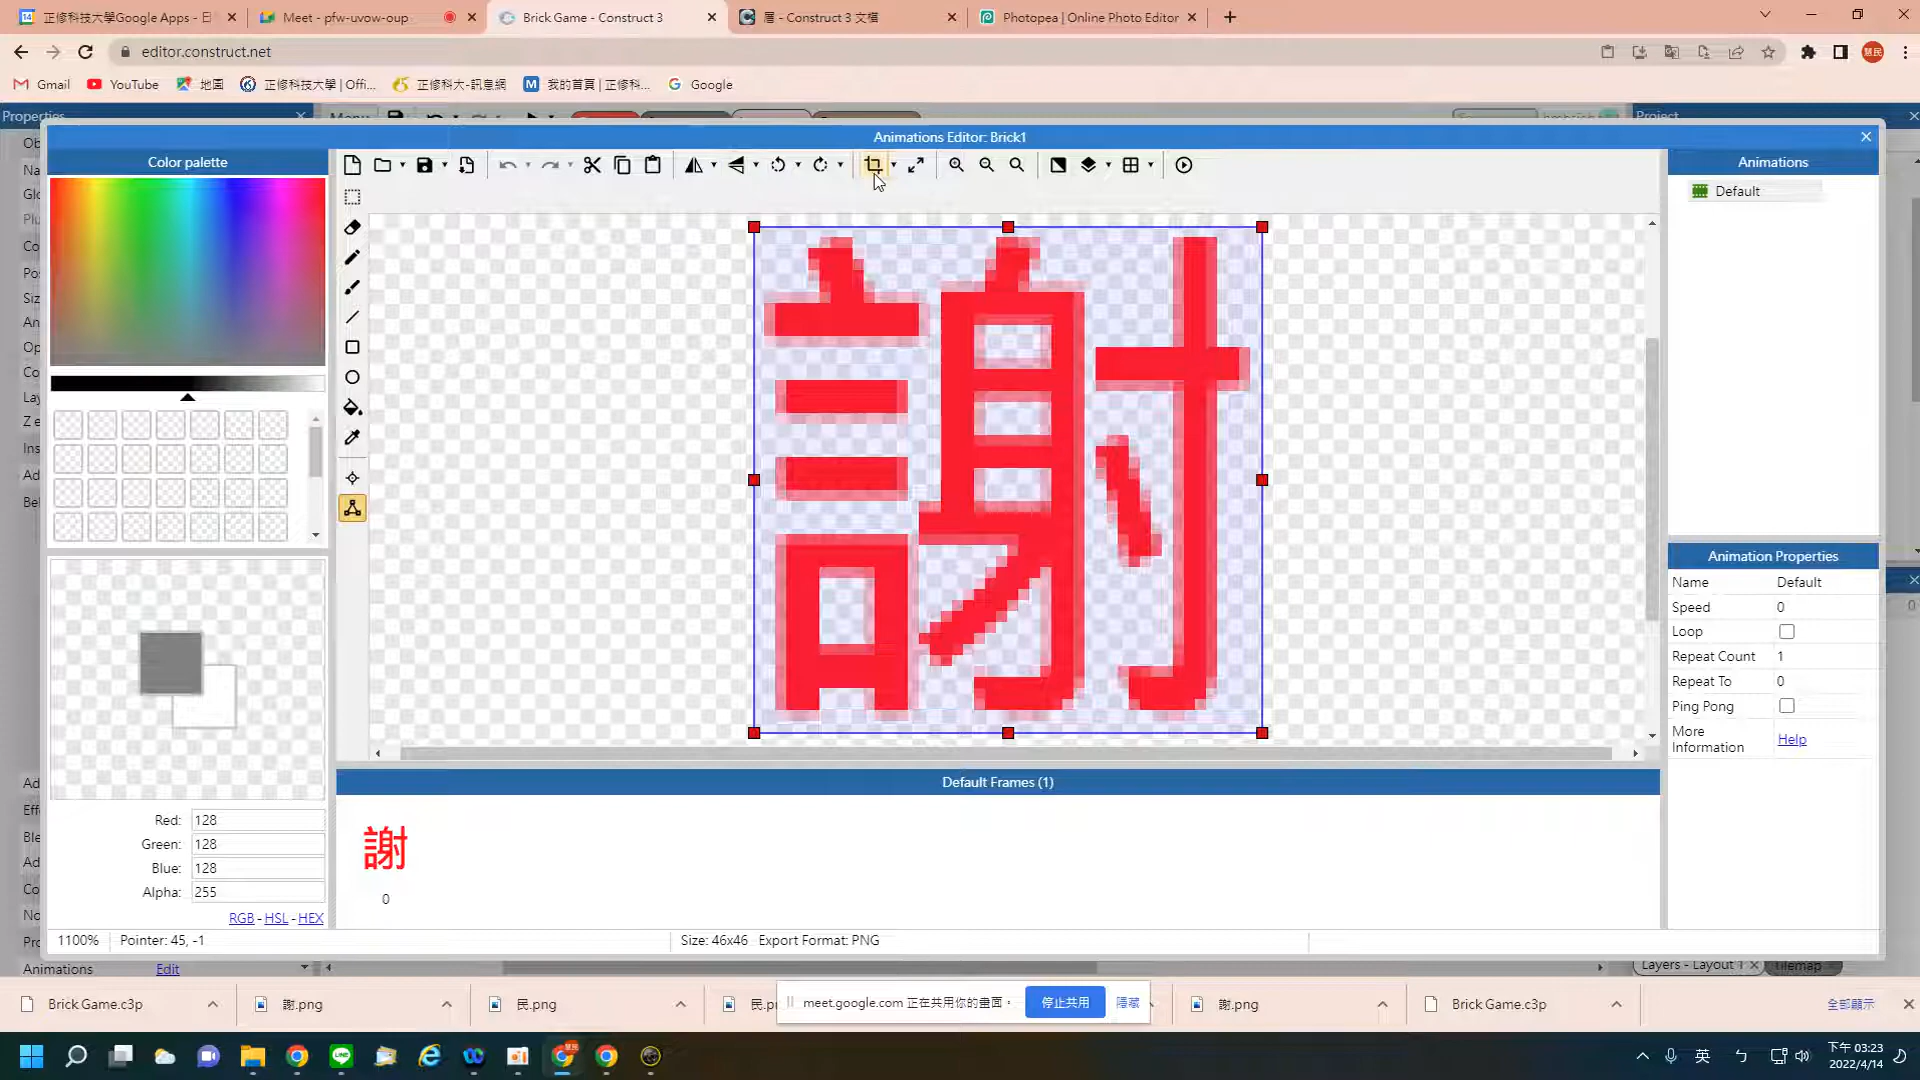 正修科技大學Google Apps - E
Meet - pfw-uvow-oup
Brick Game - Construct 3
層 - Construct 3 文檔
Photopea | Online Photo Editor
editor.construct.net
Gmail
YouTube
地圖
正修科技大學 | Offi...
正修科大-訊息網
我的首頁 | 正修科...
Google
Properties
Menu
Project
Animations Editor: Brick1
Color palette
Animations
Default
謝
Animation Properties
Name Default
Speed 0
Loop
Repeat Count 1
Repeat To 0
Ping Pong
More Information Help
Default Frames (1)
謝
0
Red: 128
Green: 128
Blue: 128
Alpha: 255
RGB - HSL - HEX
1100% Pointer: 45, -1
Size: 46x46 Export Format: PNG
Animations Edit
Layers - Layout 1
Tilemap
Brick.Game.c3p
謝.png
民.png
meet.google.com 正在共用你的畫面。
停止共用
隱藏
謝.png
Brick.Game.c3p
全部顯示
英
下午 03:23
2022/4/14